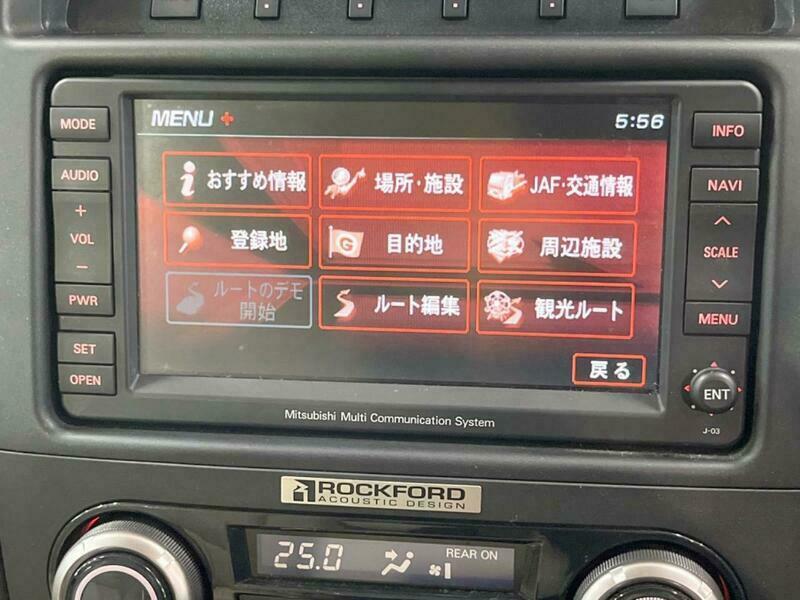 MENU
5:56
MODE
AUDIO
+
VOL
−
PWR
SET
OPEN
おすすめ情報
場所・施設
JAF・交通情報
登録地
G
目的地
周辺施設
ルートのデモ
開始
ルート編集
観光ルート
戻る
INFO
NAVI
SCALE
MENU
ENT
J-03
Mitsubishi Multi Communication System
ROCKFORD
ACOUSTIC DESIGN
25.0
REAR ON